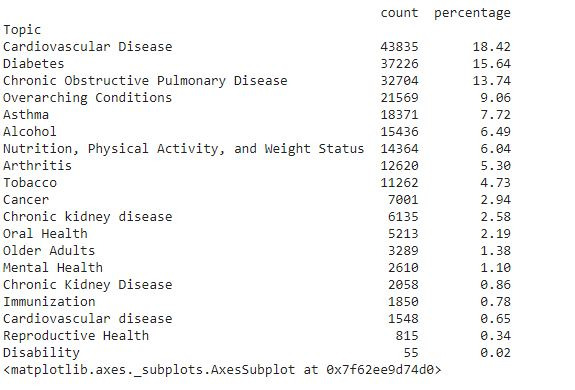 count percentage
Topic
Cardiovascular Disease 43835 18.42
Diabetes 37226 15.64
Chronic Obstructive Pulmonary Disease 32704 13.74
Overarching Conditions 21569 9.06
Asthma 18371 7.72
Alcohol 15436 6.49
Nutrition, Physical Activity, and Weight Status 14364 6.04
Arthritis 12620 5.30
Tobacco 11262 4.73
Cancer 7001 2.94
Chronic kidney disease 6135 2.58
Oral Health 5213 2.19
Older Adults 3289 1.38
Mental Health 2610 1.10
Chronic Kidney Disease 2058 0.86
Immunization 1850 0.78
Cardiovascular disease 1548 0.65
Reproductive Health 815 0.34
Disability 55 0.02
<matplotlib.axes._subplots.AxesSubplot at 0x7f62ee9d74d0>